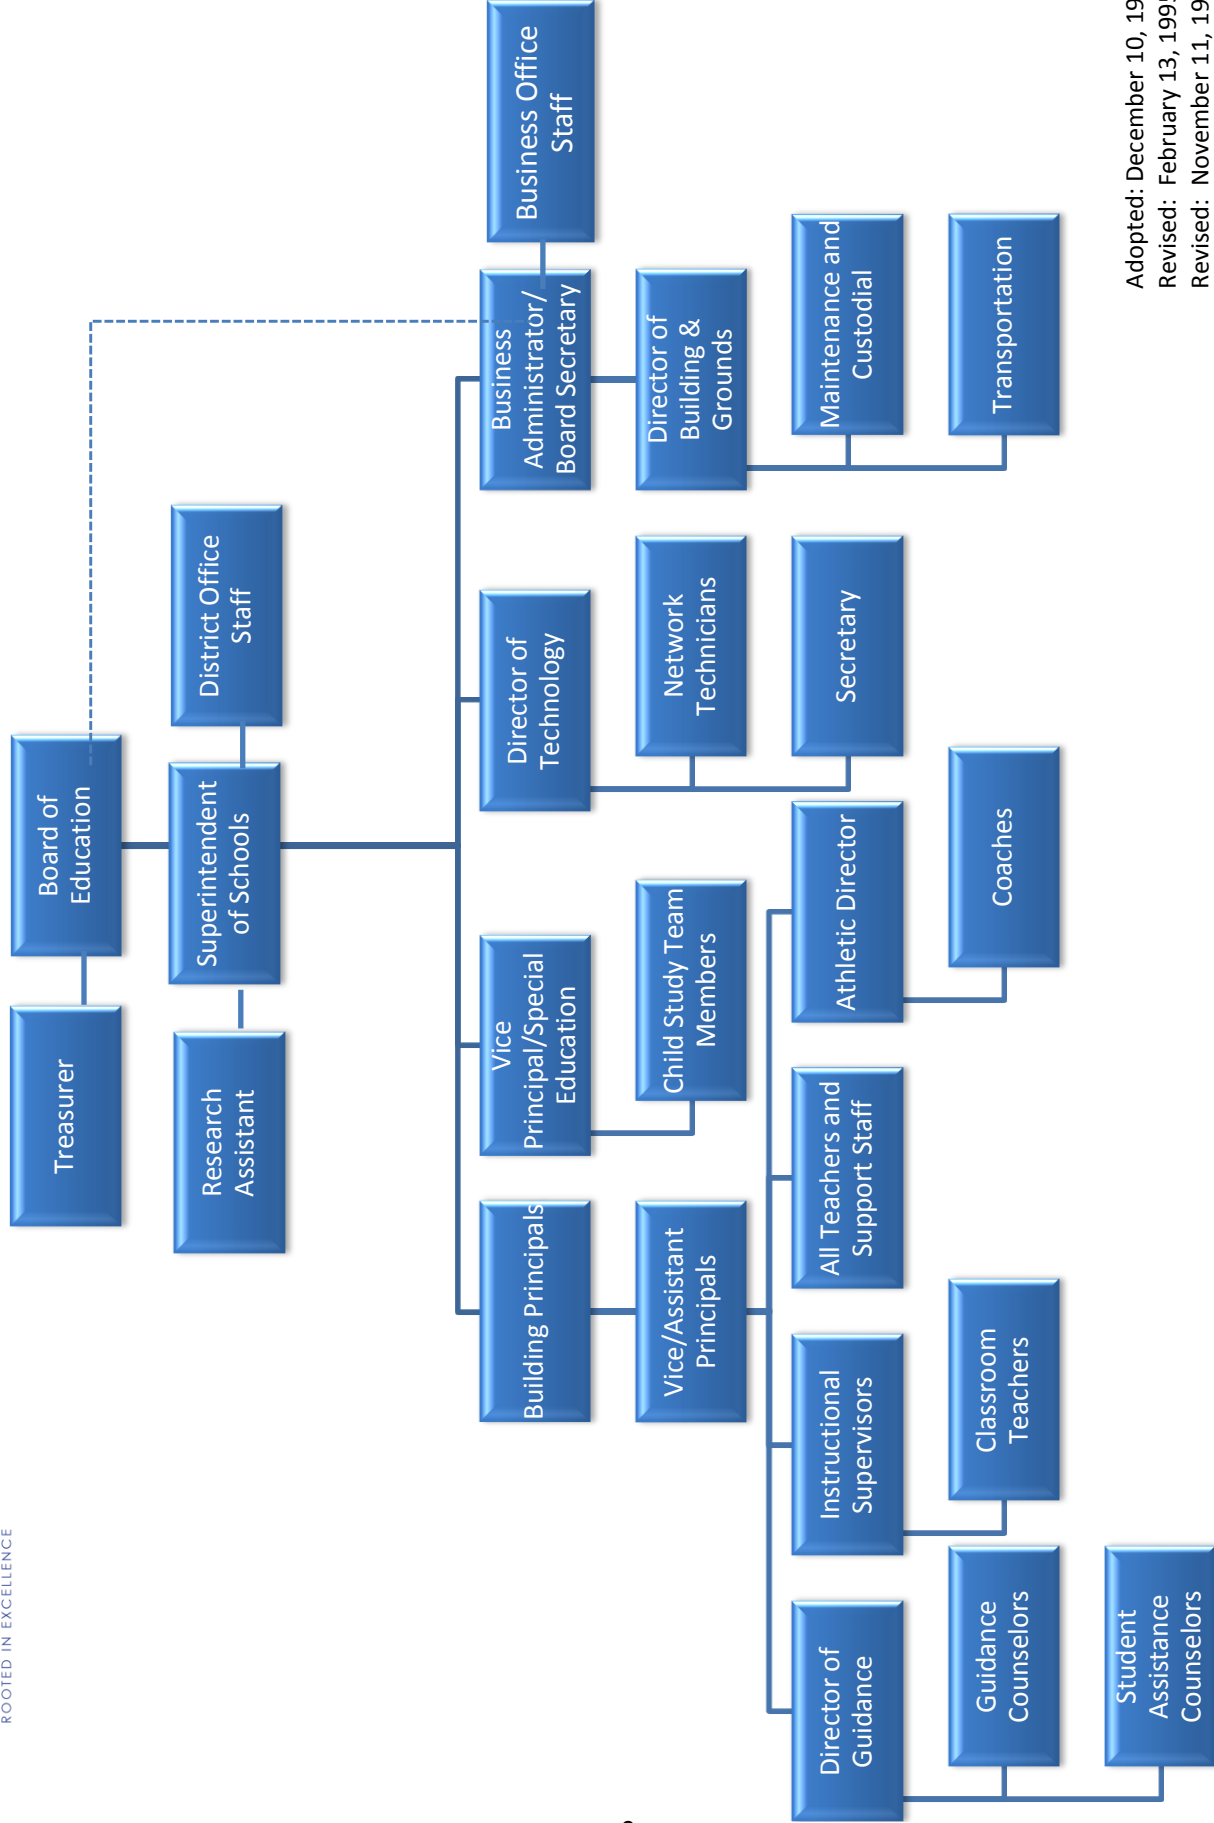 ROOTED IN EXCELLENCE
Treasurer
Board of
Education
Research
Assistant
Superintendent
of Schools
District Office
Staff
Building Principals
Vice
Principal/Special
Education
Director of
Technology
Business
Administrator/
Board Secretary
Business Office
Staff
Vice/Assistant
Principals
Child Study Team
Members
Network
Technicians
Director of
Building &
Grounds
Director of
Guidance
Instructional
Supervisors
All Teachers and
Support Staff
Athletic Director
Secretary
Maintenance and
Custodial
Guidance
Counselors
Classroom
Teachers
Coaches
Transportation
Student
Assistance
Counselors
Adopted: December 10, 19
Revised: February 13, 1995
Revised: November 11, 19